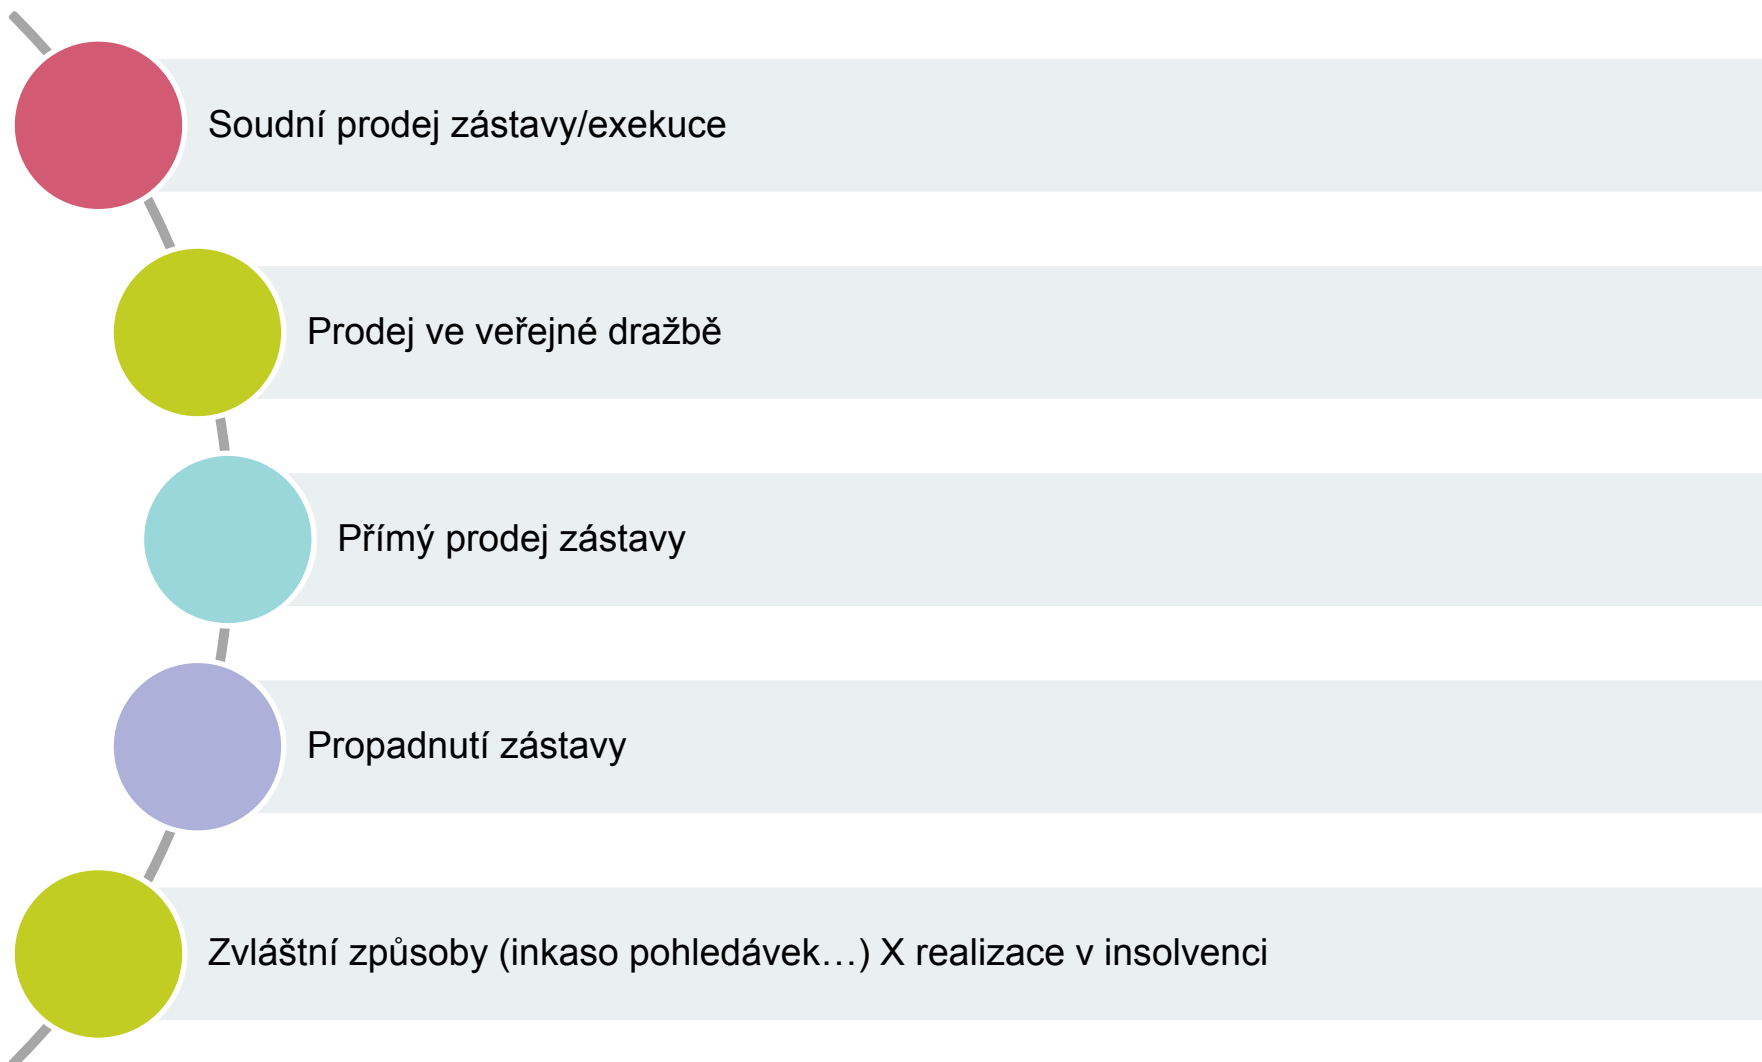 Soudní prodej zástavy/exekuce
Prodej ve veřejné dražbě
Přímý prodej zástavy
Propadnutí zástavy
Zvláštní způsoby (inkaso pohledávek…) X realizace v insolvenci